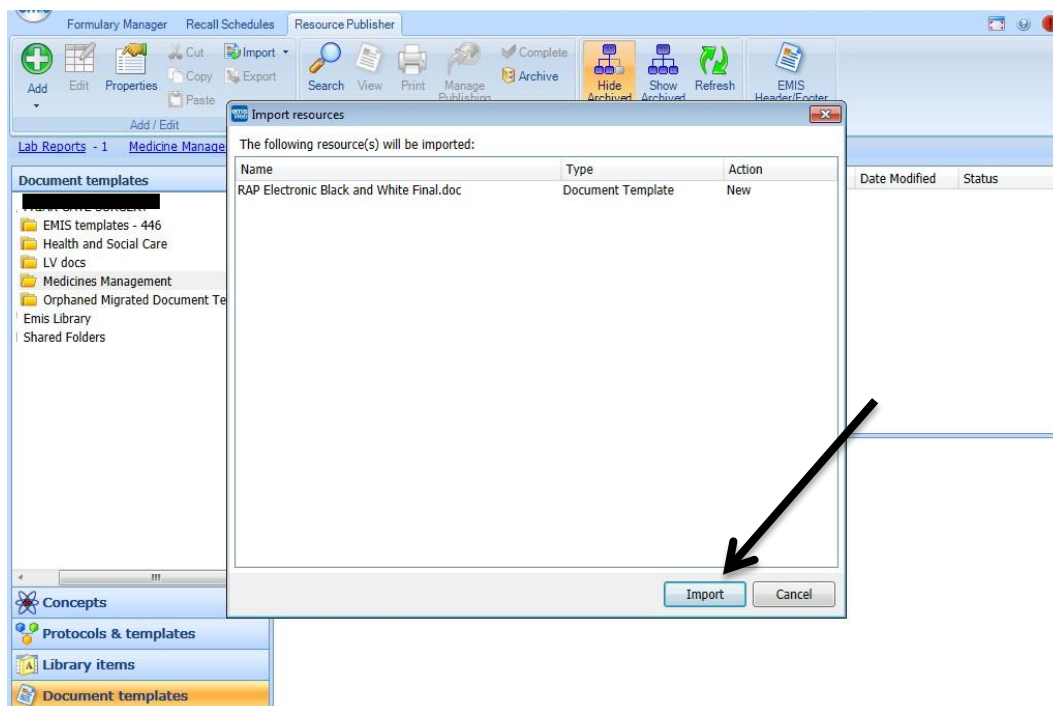 Formulary Manager Recall Schedules Resource Publisher
Add Edit Properties Cut Copy Paste Import Export Search View Print Manage Publishing Complete Archive Hide Archived Show Archived Refresh EMIS Header/Footer
Add / Edit
Lab Reports - 1 Medicine Manage
Import resources
The following resource(s) will be imported:
Name Type Action
RAP Electronic Black and White Final.doc Document Template New
Date Modified Status
Document templates
EMIS templates - 446
Health and Social Care
LV docs
Medicines Management
Orphaned Migrated Document Te
Emis Library
Shared Folders
Import Cancel
Concepts
Protocols & templates
Library items
Document templates